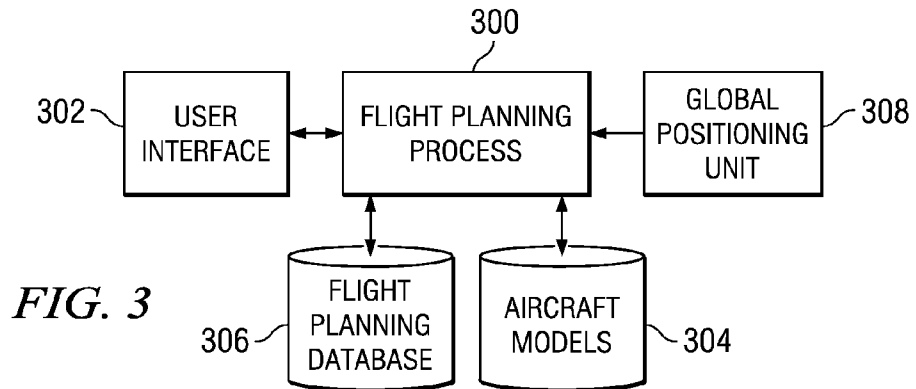 300
302
USER
INTERFACE
FLIGHT PLANNING
PROCESS
GLOBAL
POSITIONING
UNIT
308
FIG. 3
306
FLIGHT
PLANNING
DATABASE
AIRCRAFT
MODELS
304